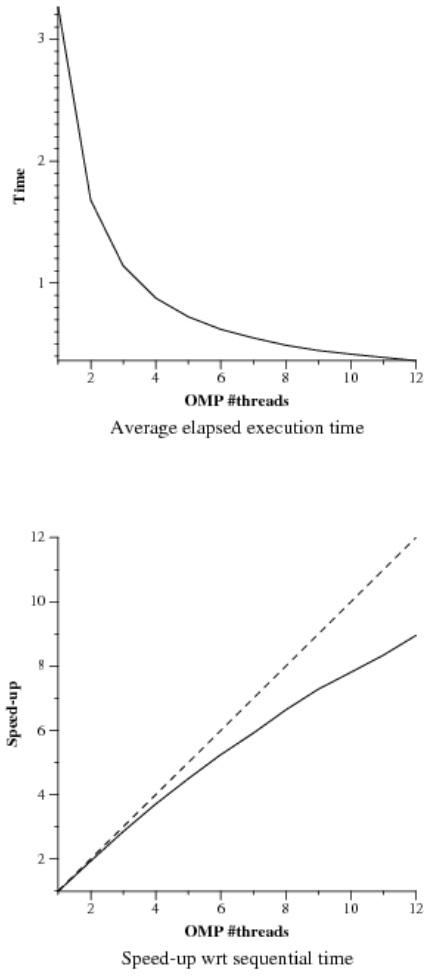 3
2
1
Time
2 4 6 8 10 12
OMP #threads
Average elapsed execution time
12
10
8
6
4
2
Speed-up
2 4 6 8 10 12
OMP #threads
Speed-up wrt sequential time